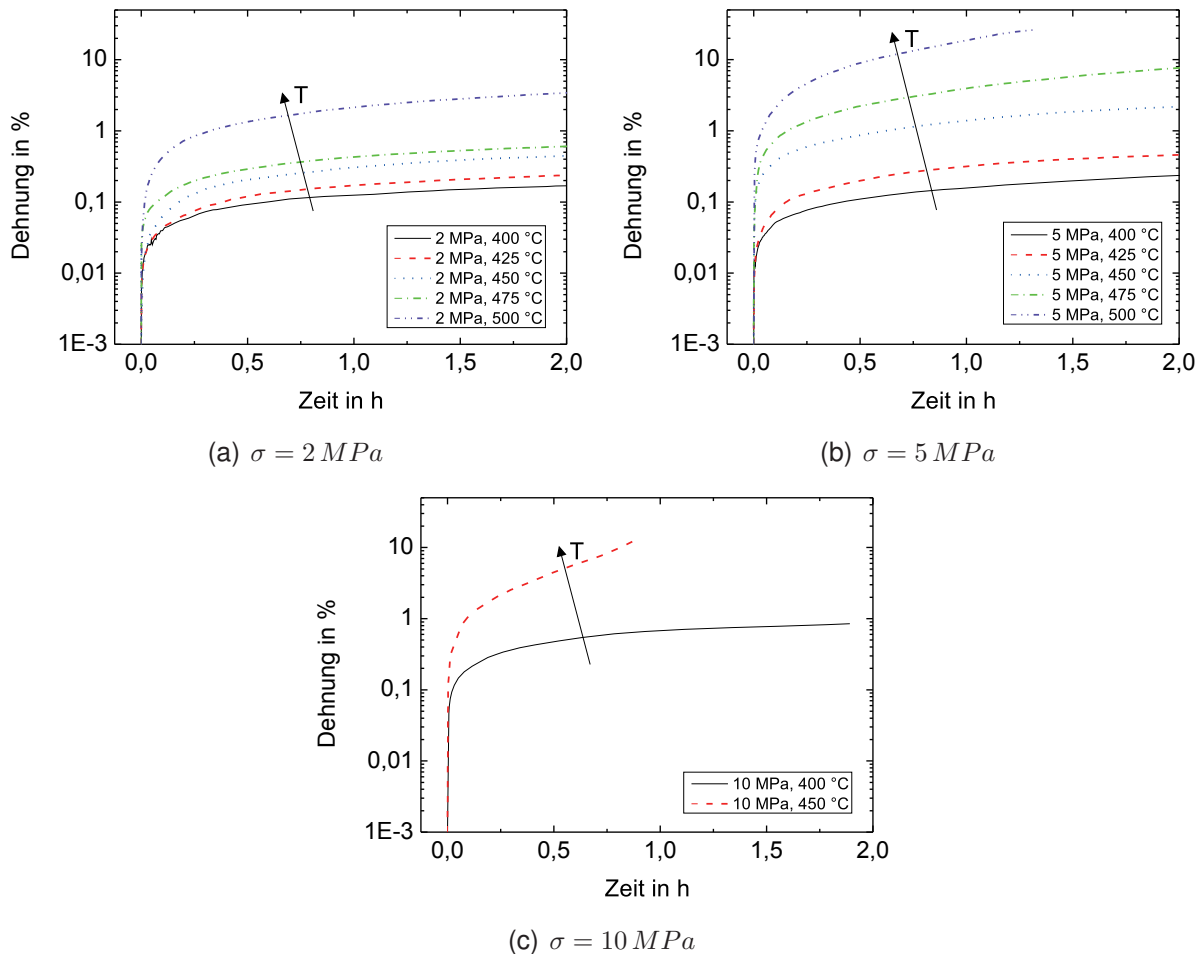 Dehnung in %
10
1
0,1
0,01
1E-3
T
2 MPa, 400 °C
2 MPa, 425 °C
2 MPa, 450 °C
2 MPa, 475 °C
2 MPa, 500 °C
0,0 0,5 1,0 1,5 2,0
Zeit in h
(a) σ = 2 MPa
Dehnung in %
10
1
0,1
0,01
1E-3
T
5 MPa, 400 °C
5 MPa, 425 °C
5 MPa, 450 °C
5 MPa, 475 °C
5 MPa, 500 °C
0,0 0,5 1,0 1,5 2,0
Zeit in h
(b) σ = 5 MPa
Dehnung in %
10
1
0,1
0,01
1E-3
T
10 MPa, 400 °C
10 MPa, 450 °C
0,0 0,5 1,0 1,5 2,0
Zeit in h
(c) σ = 10 MPa